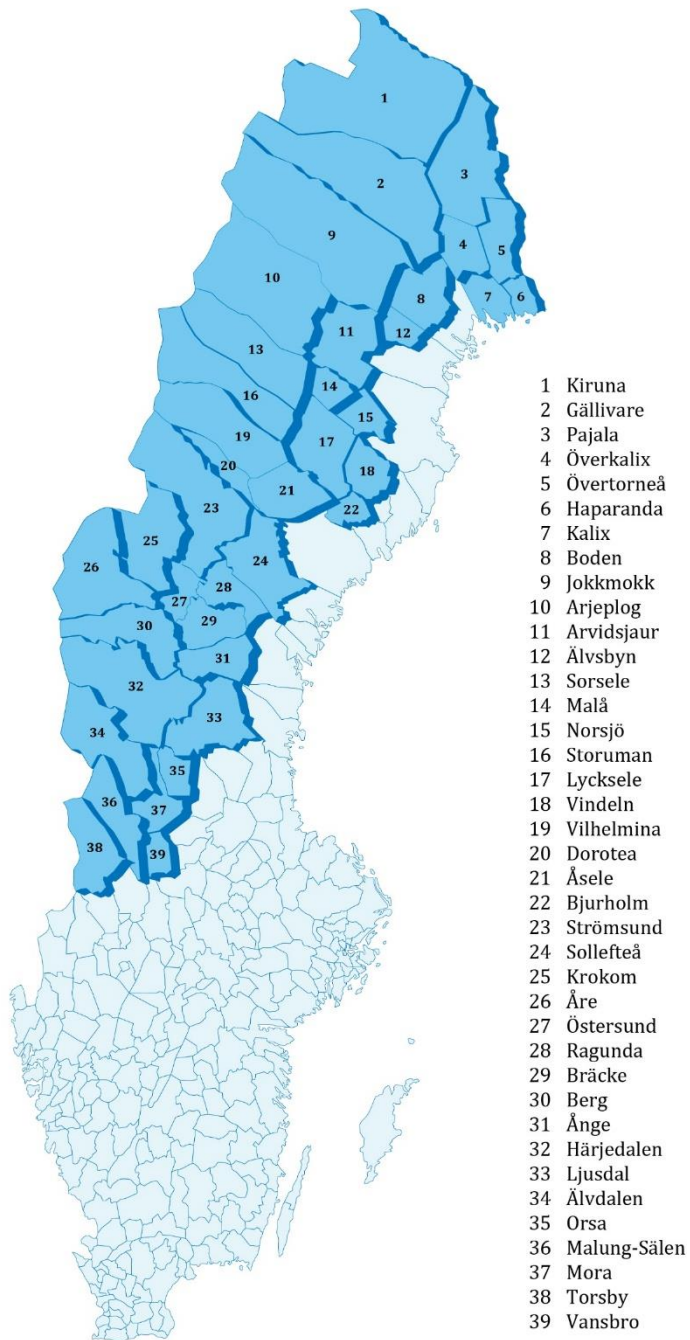 1
2
3
4
5
6
7
8
9
10
11
12
13
14
15
16
17
18
19
20
21
22
23
24
25
26
27
28
29
30
31
32
33
34
35
36
37
38
39
1 Kiruna
2 Gällivare
3 Pajala
4 Överkalix
5 Övertorneå
6 Haparanda
7 Kalix
8 Boden
9 Jokkmokk
10 Arjeplog
11 Arvidsjaur
12 Älvsbyn
13 Sorsele
14 Malå
15 Norsjö
16 Storuman
17 Lycksele
18 Vindeln
19 Vilhelmina
20 Dorotea
21 Åsele
22 Bjurholm
23 Strömsund
24 Sollefteå
25 Krokom
26 Åre
27 Östersund
28 Ragunda
29 Bräcke
30 Berg
31 Ånge
32 Härjedalen
33 Ljusdal
34 Älvdalen
35 Orsa
36 Malung-Sälen
37 Mora
38 Torsby
39 Vansbro